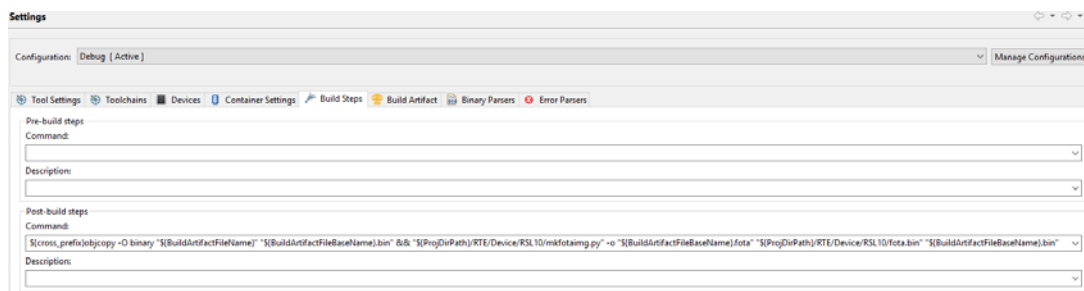 Settings
Configuration: Debug [ Active ]
Manage Configurations
Tool Settings Toolchains Devices Container Settings Build Steps Build Artifact Binary Parsers Error Parsers
Pre-build steps
Command:
Description:
Post-build steps
Command:
${cross_prefix}objcopy -O binary "${BuildArtifactFileName}" "${BuildArtifactFileBaseName}.bin" && "${ProjDirPath}/RTE/Device/RSL10/mkfotaimg.py" -o "${BuildArtifactFileBaseName}.fota" "${ProjDirPath}/RTE/Device/RSL10/fota.bin" "${BuildArtifactFileBaseName}.bin"
Description: